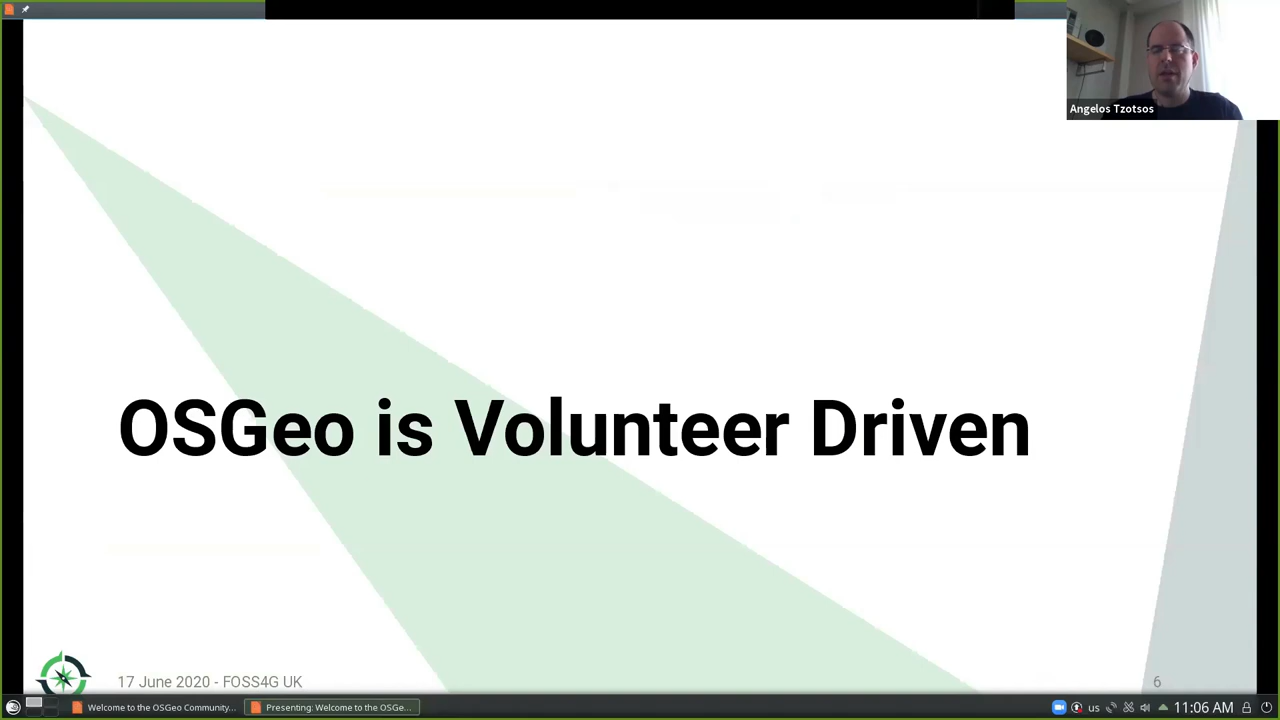 Angelos Tzotsos
OSGeo is Volunteer Driven
17 June 2020 - FOSS4G UK
6
Welcome to the OSGeo Community...
Presenting: Welcome to the OSGe...
us
11:06 AM